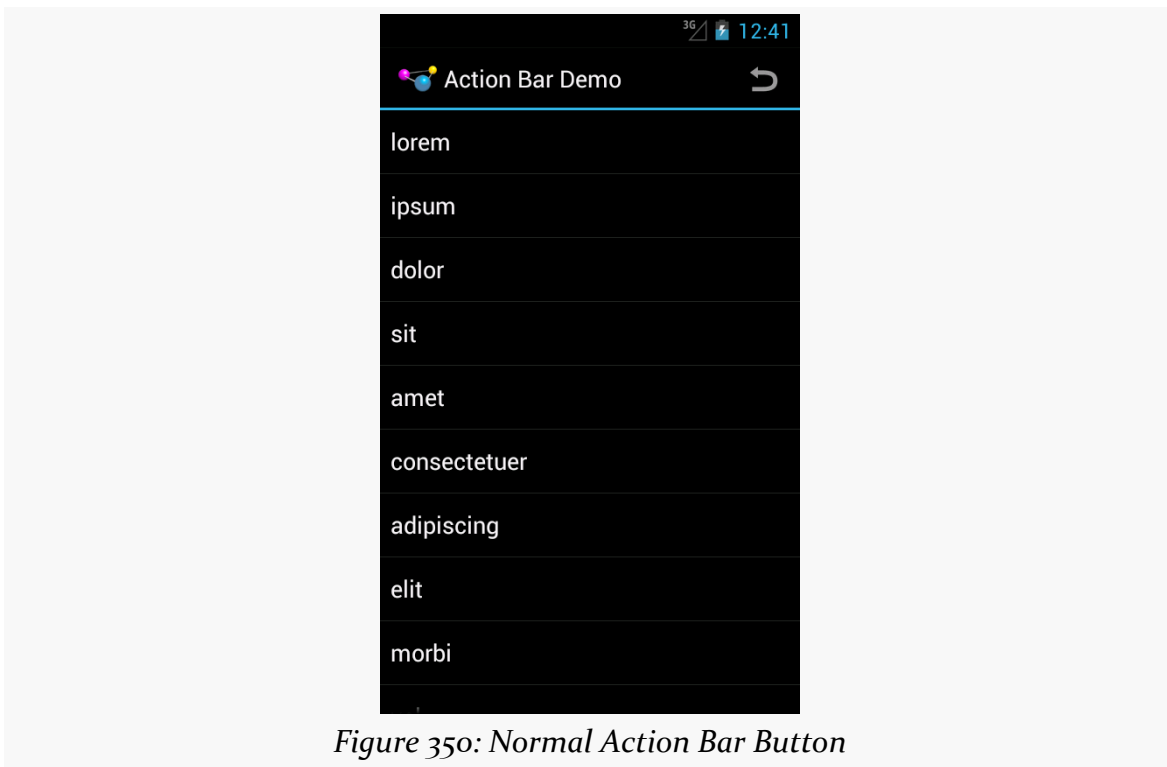 3G 12:41
Action Bar Demo
lorem
ipsum
dolor
sit
amet
consectetuer
adipiscing
elit
morbi
Figure 350: Normal Action Bar Button